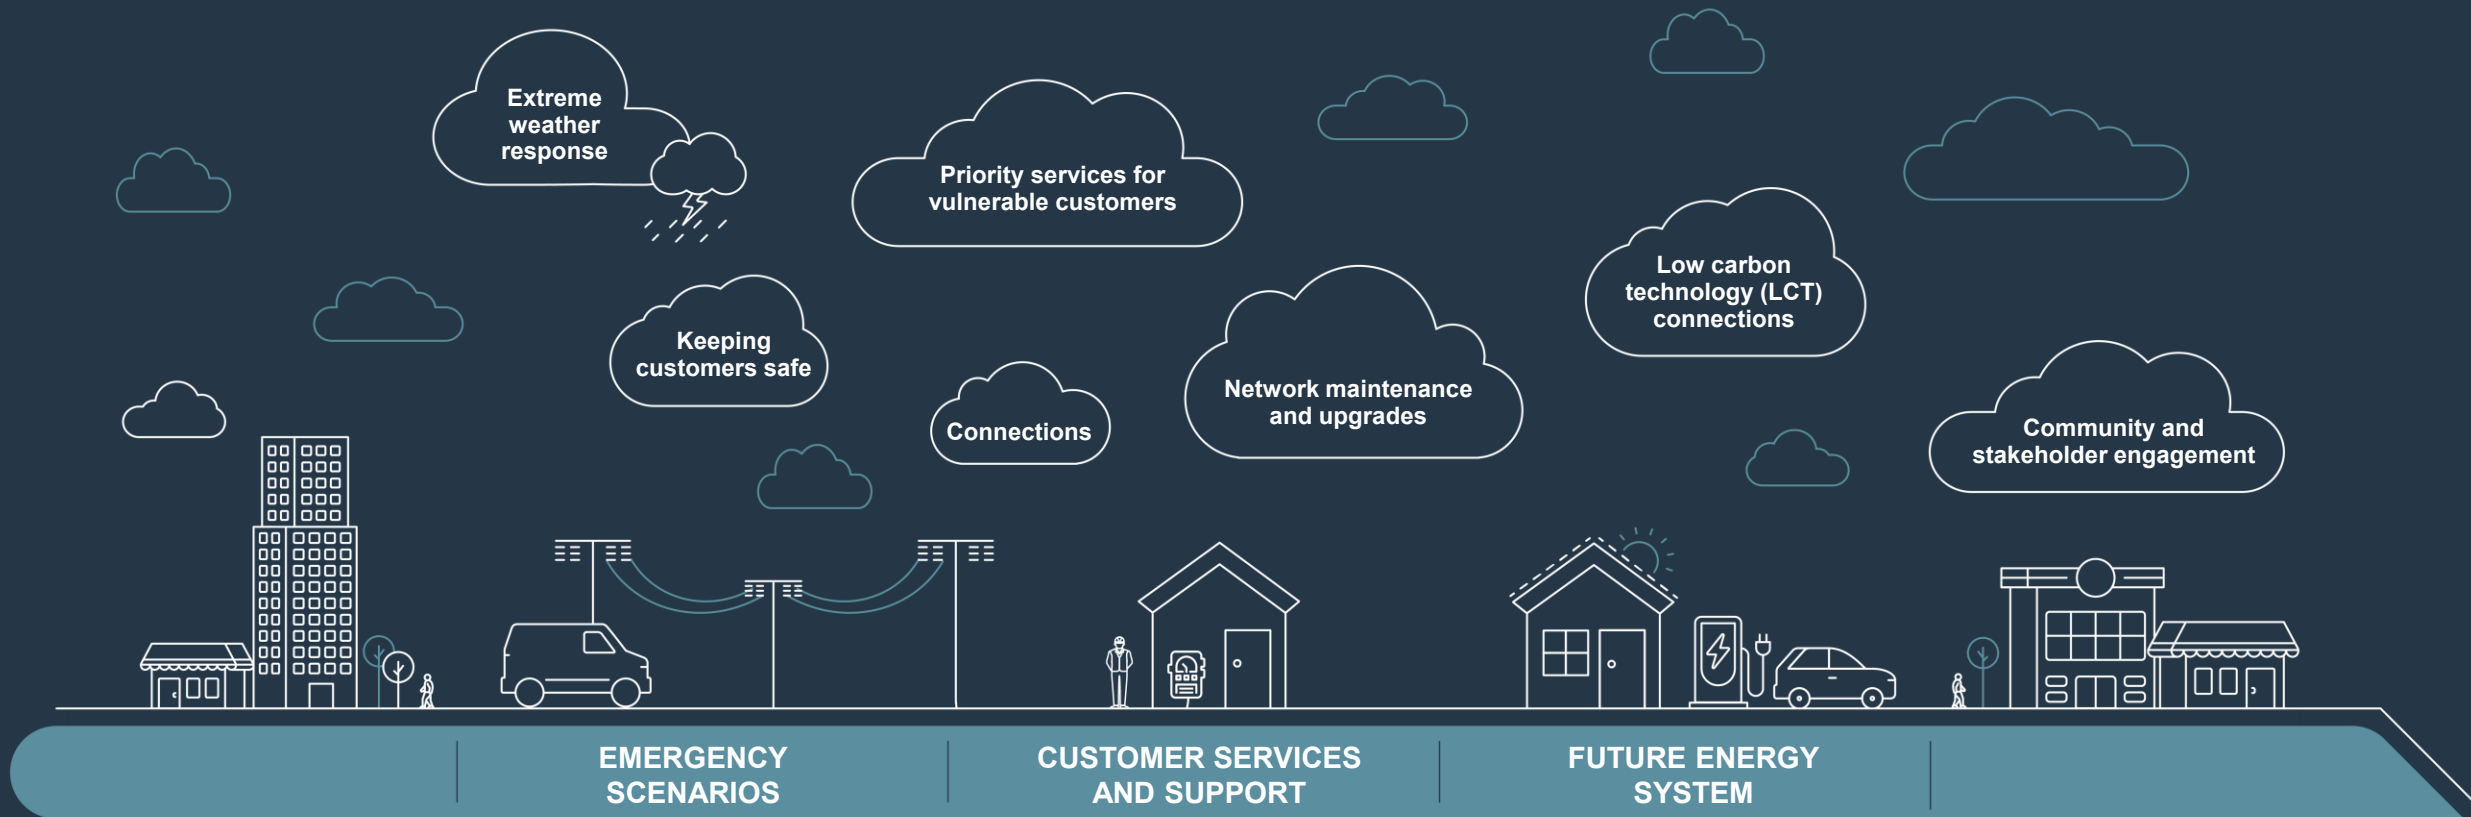 Extreme
weather
response
Priority services for
vulnerable customers
Low carbon
technology (LCT)
connections
Keeping
customers safe
Connections
Network maintenance
and upgrades
Community and
stakeholder engagement
EMERGENCY
SCENARIOS
CUSTOMER SERVICES
AND SUPPORT
FUTURE ENERGY
SYSTEM